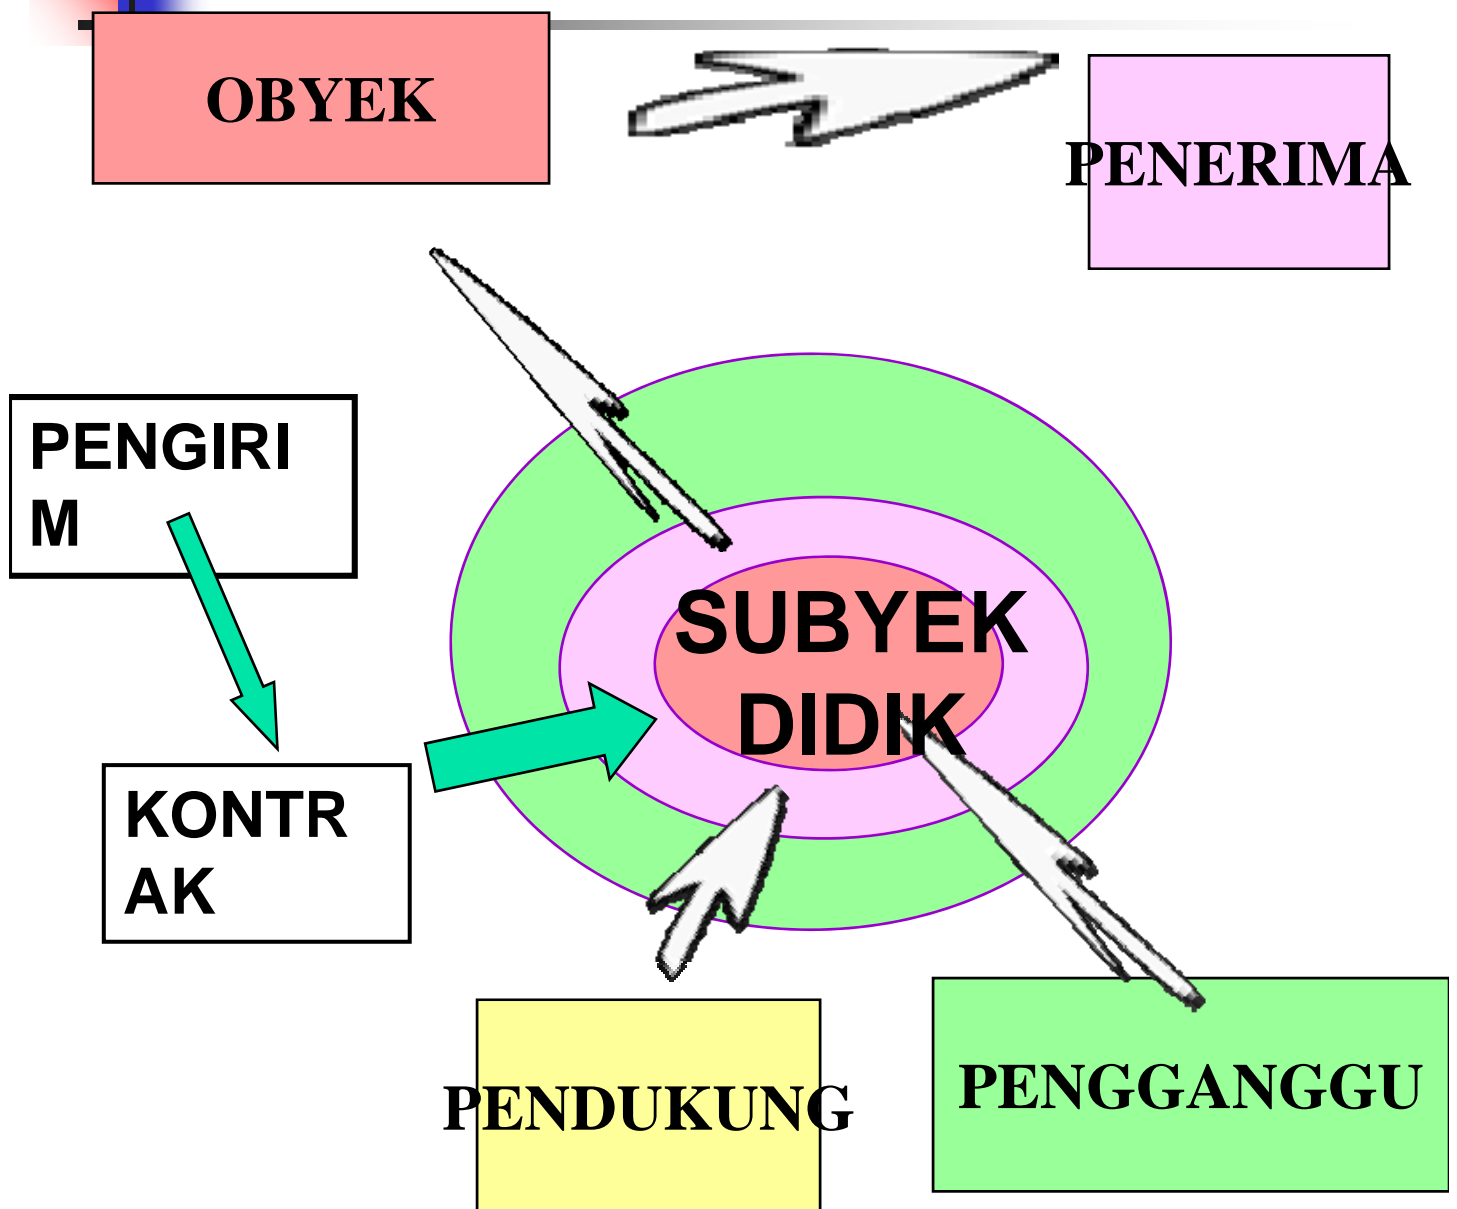 OBYEK
PENERIMA
PENGIRI
M
SUBYEK
DIDIK
KONTR
AK
PENDUKUNG
PENGGANGGU